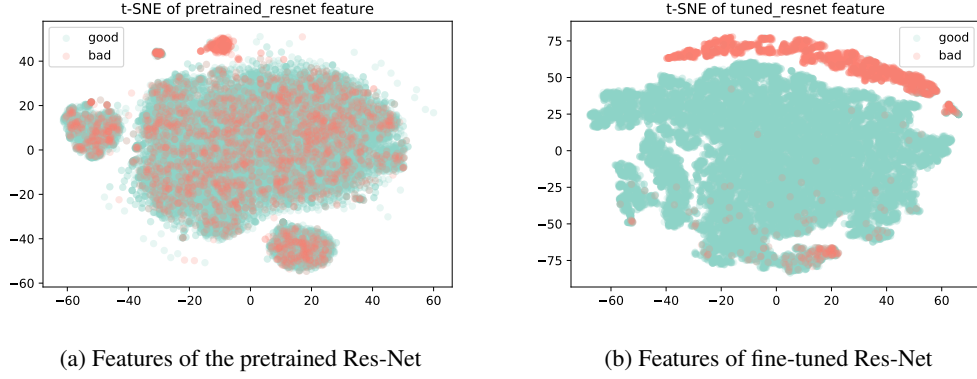 t-SNE of pretrained_resnet feature
good
bad
40
20
0
−20
−40
−60
−60 −40 −20 0 20 40 60
(a) Features of the pretrained Res-Net
t-SNE of tuned_resnet feature
good
bad
75
50
25
0
−25
−50
−75
−60 −40 −20 0 20 40 60
(b) Features of fine-tuned Res-Net